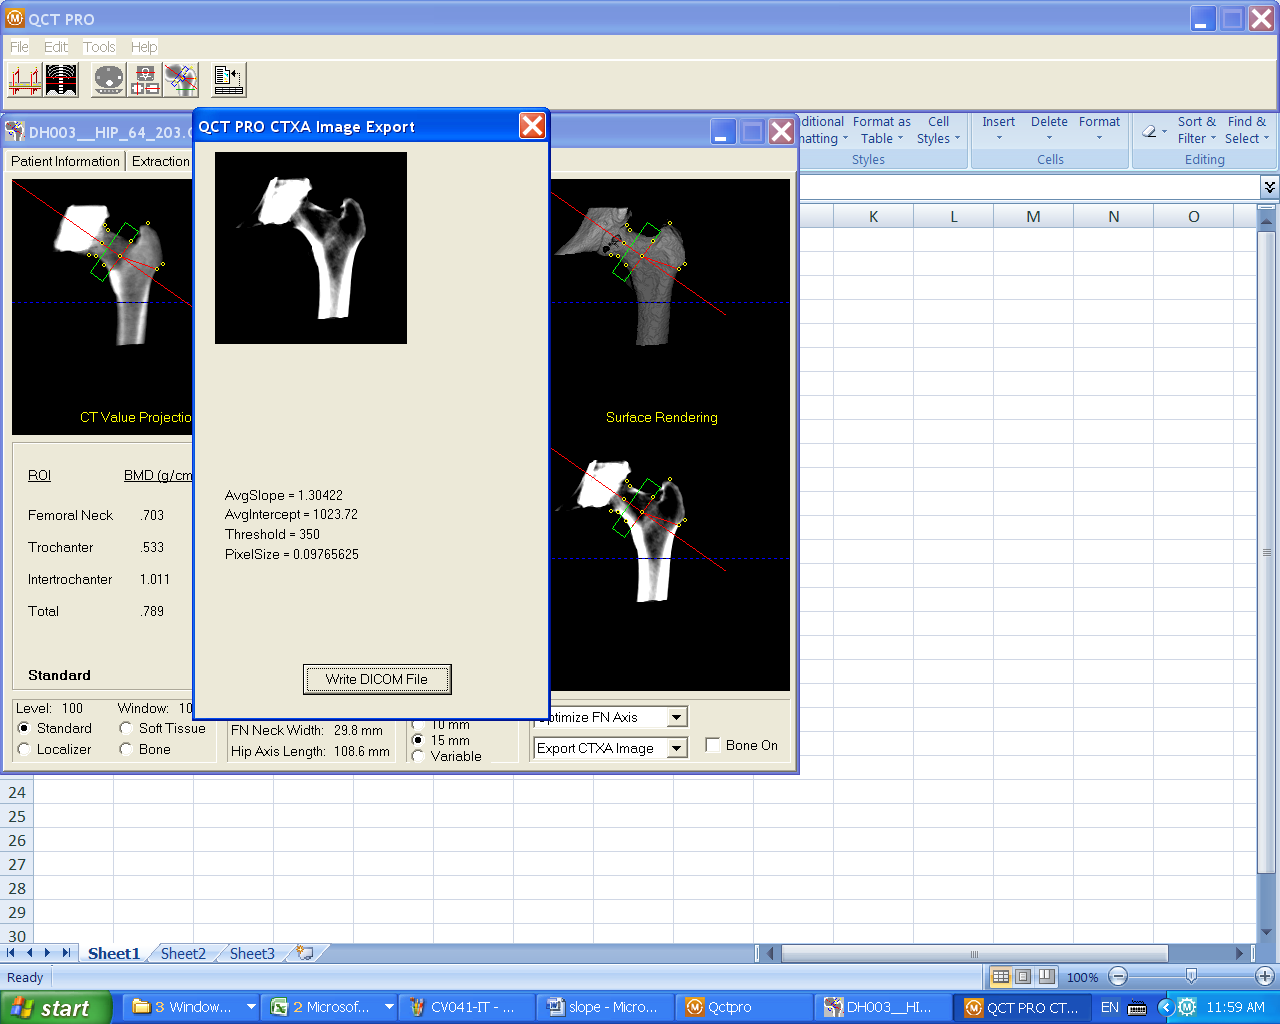 QCT PRO
File Edit Tools Help
DH003__HIP_64_203.
QCT PRO CTXA Image Export
Patient Information Extraction
ditional Format as Cell Insert Delete Format Sort & Find &
matting Table Styles Filter Select
Styles Cells Editing
K L M N O
CT Value Projectio
Surface Rendering
ROI BMD (g/cm
Femoral Neck .703
Trochanter .533
Intertrochanter 1.011
Total .789
Standard
AvgSlope = 1.30422
AvgIntercept = 1023.72
Threshold = 350
PixelSize = 0.09765625
Write DICOM File
Level: 100 Window: 10
Standard Soft Tissue
Localizer Bone
FN Neck Width: 29.8 mm
Hip Axis Length: 108.6 mm
10 mm
15 mm
Variable
Optimize FN Axis
Export CTXA Image
Bone On
24
25
26
27
28
29
30
Sheet1 Sheet2 Sheet3
Ready 100%
start 3 Window... 2 Microsof... CV041-IT - ... slope - Micro... Qctpro DH003__HI... QCT PRO CT... EN 11:59 AM